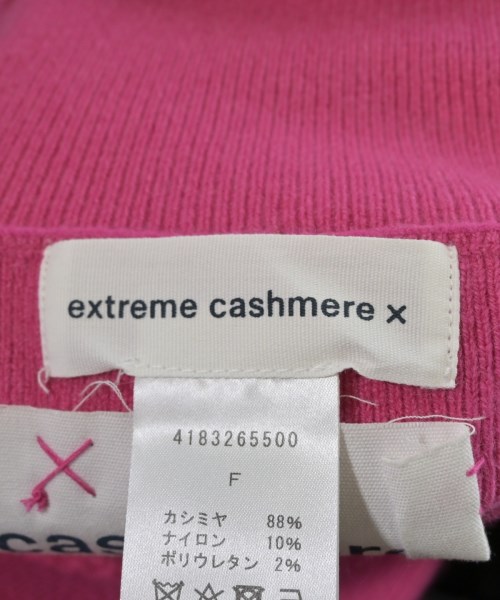 extreme cashmere x
4183265500
F
カシミヤ 88%
ナイロン 10%
ポリウレタン 2%